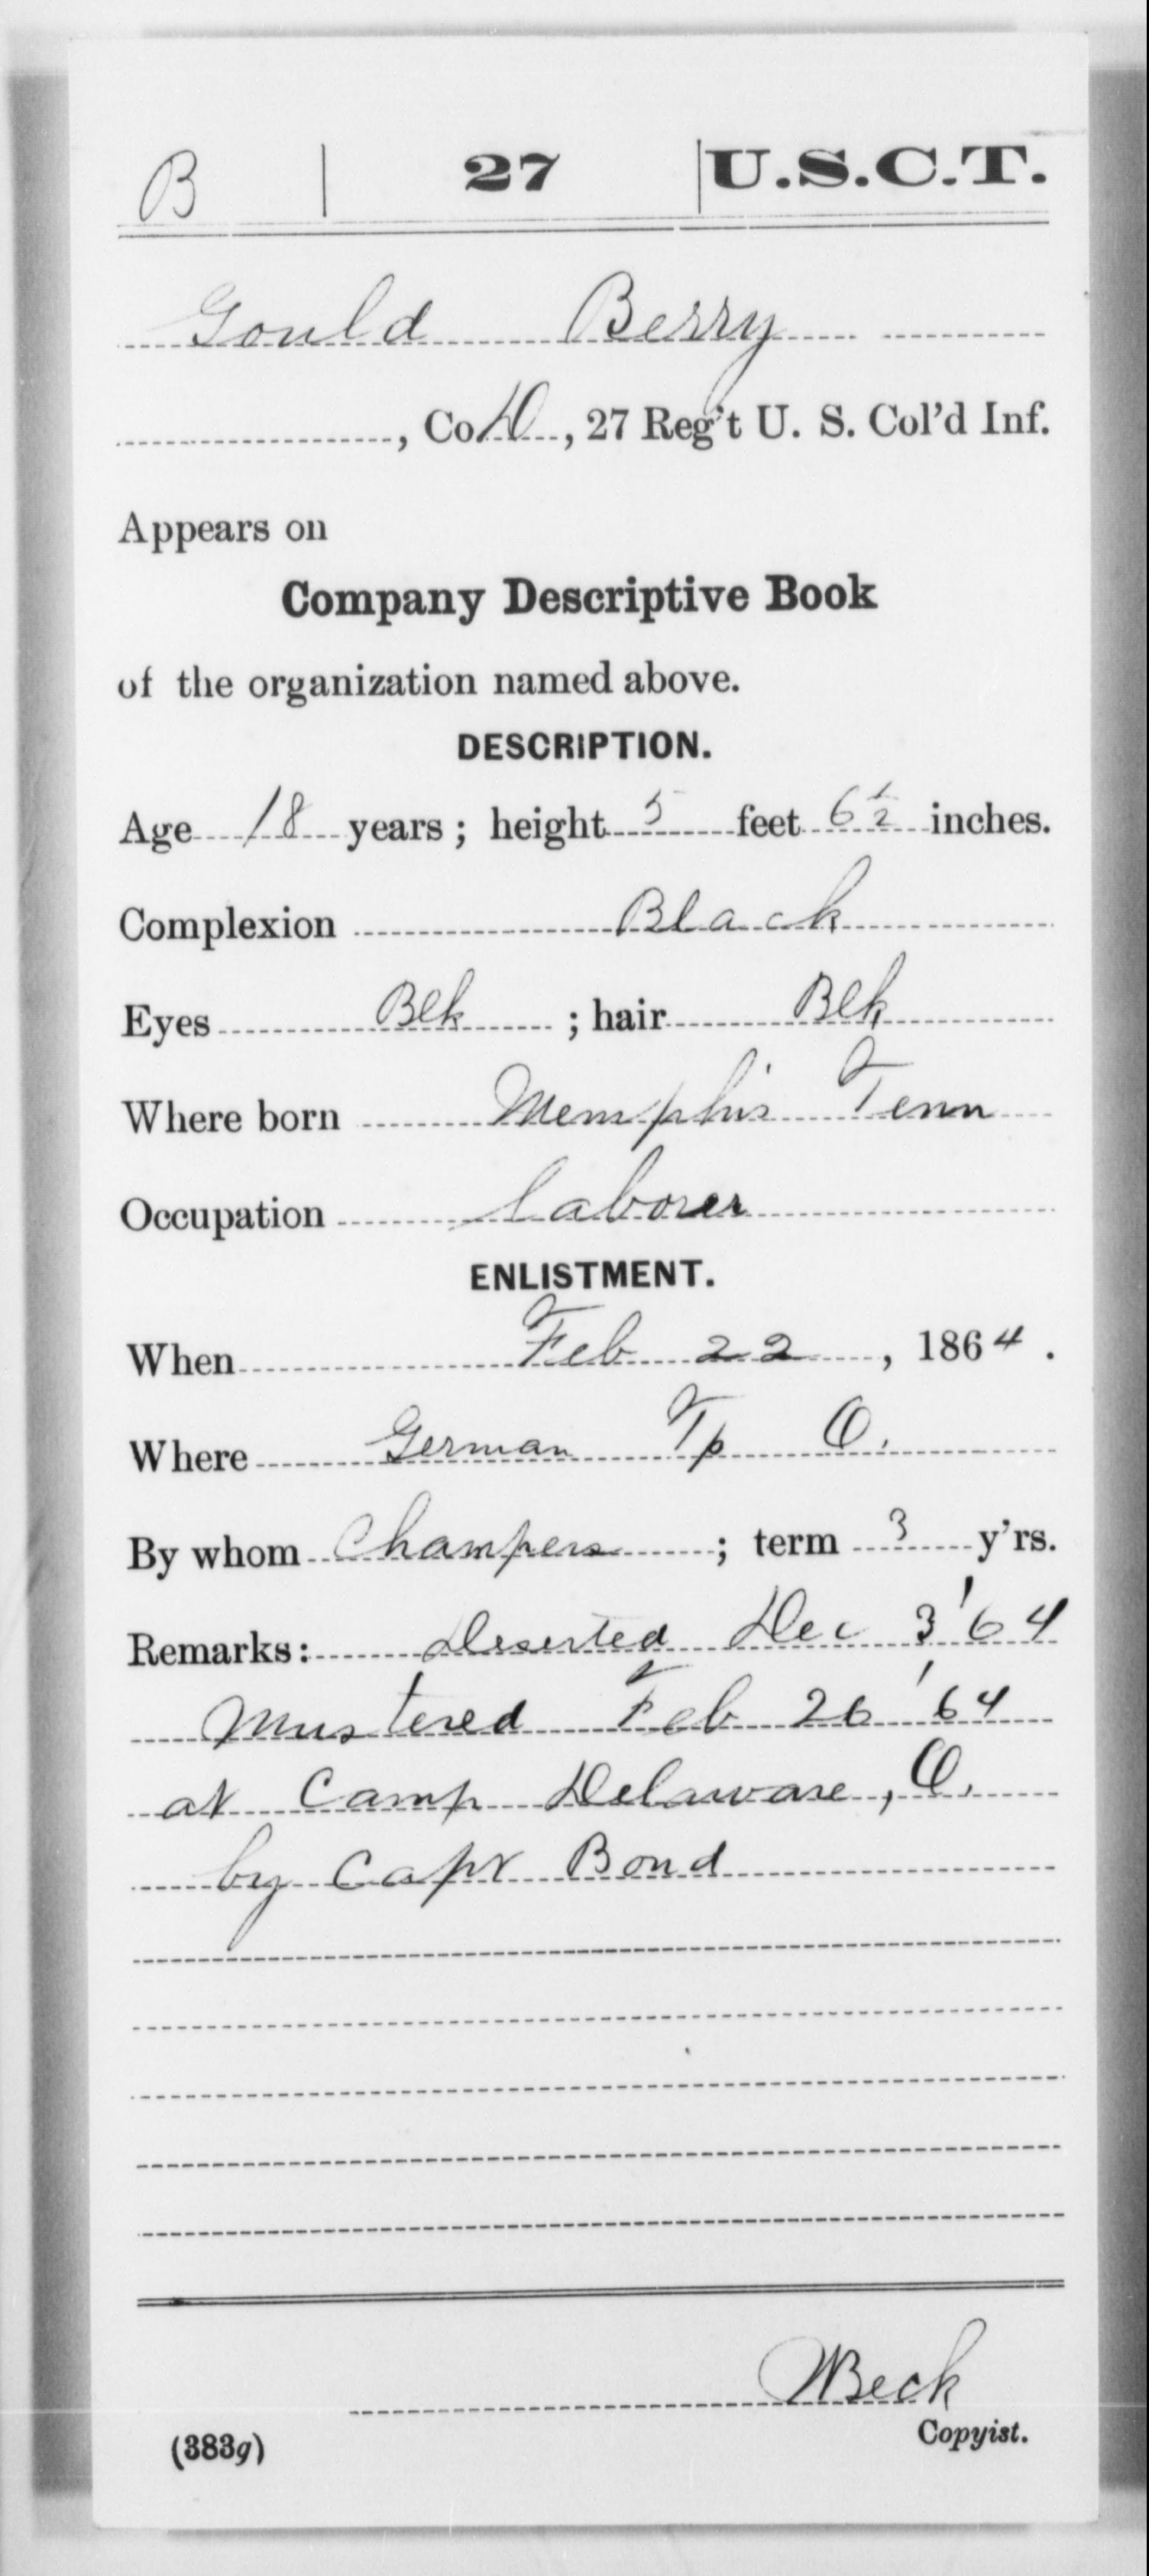 B 27 U.S.C.T.
Gould Berry
, Co. D, 27 Reg't U. S. Col'd Inf.
Appears on
Company Descriptive Book
of the organization named above.
DESCRIPTION.
Age 18 years; height 5 feet 6 1/2 inches.
Complexion Black
Eyes Blk; hair Blk
Where born Memphis Tenn
Occupation laborer
ENLISTMENT.
When Feb 22, 1864.
Where German Tp O.
By whom Champers; term 3 y'rs.
Remarks: Deserted Dec 3 '64
Mustered Feb 26 '64
at Camp Delaware, O.
by Capt Bond
WBeck
Copyist.
(383g)